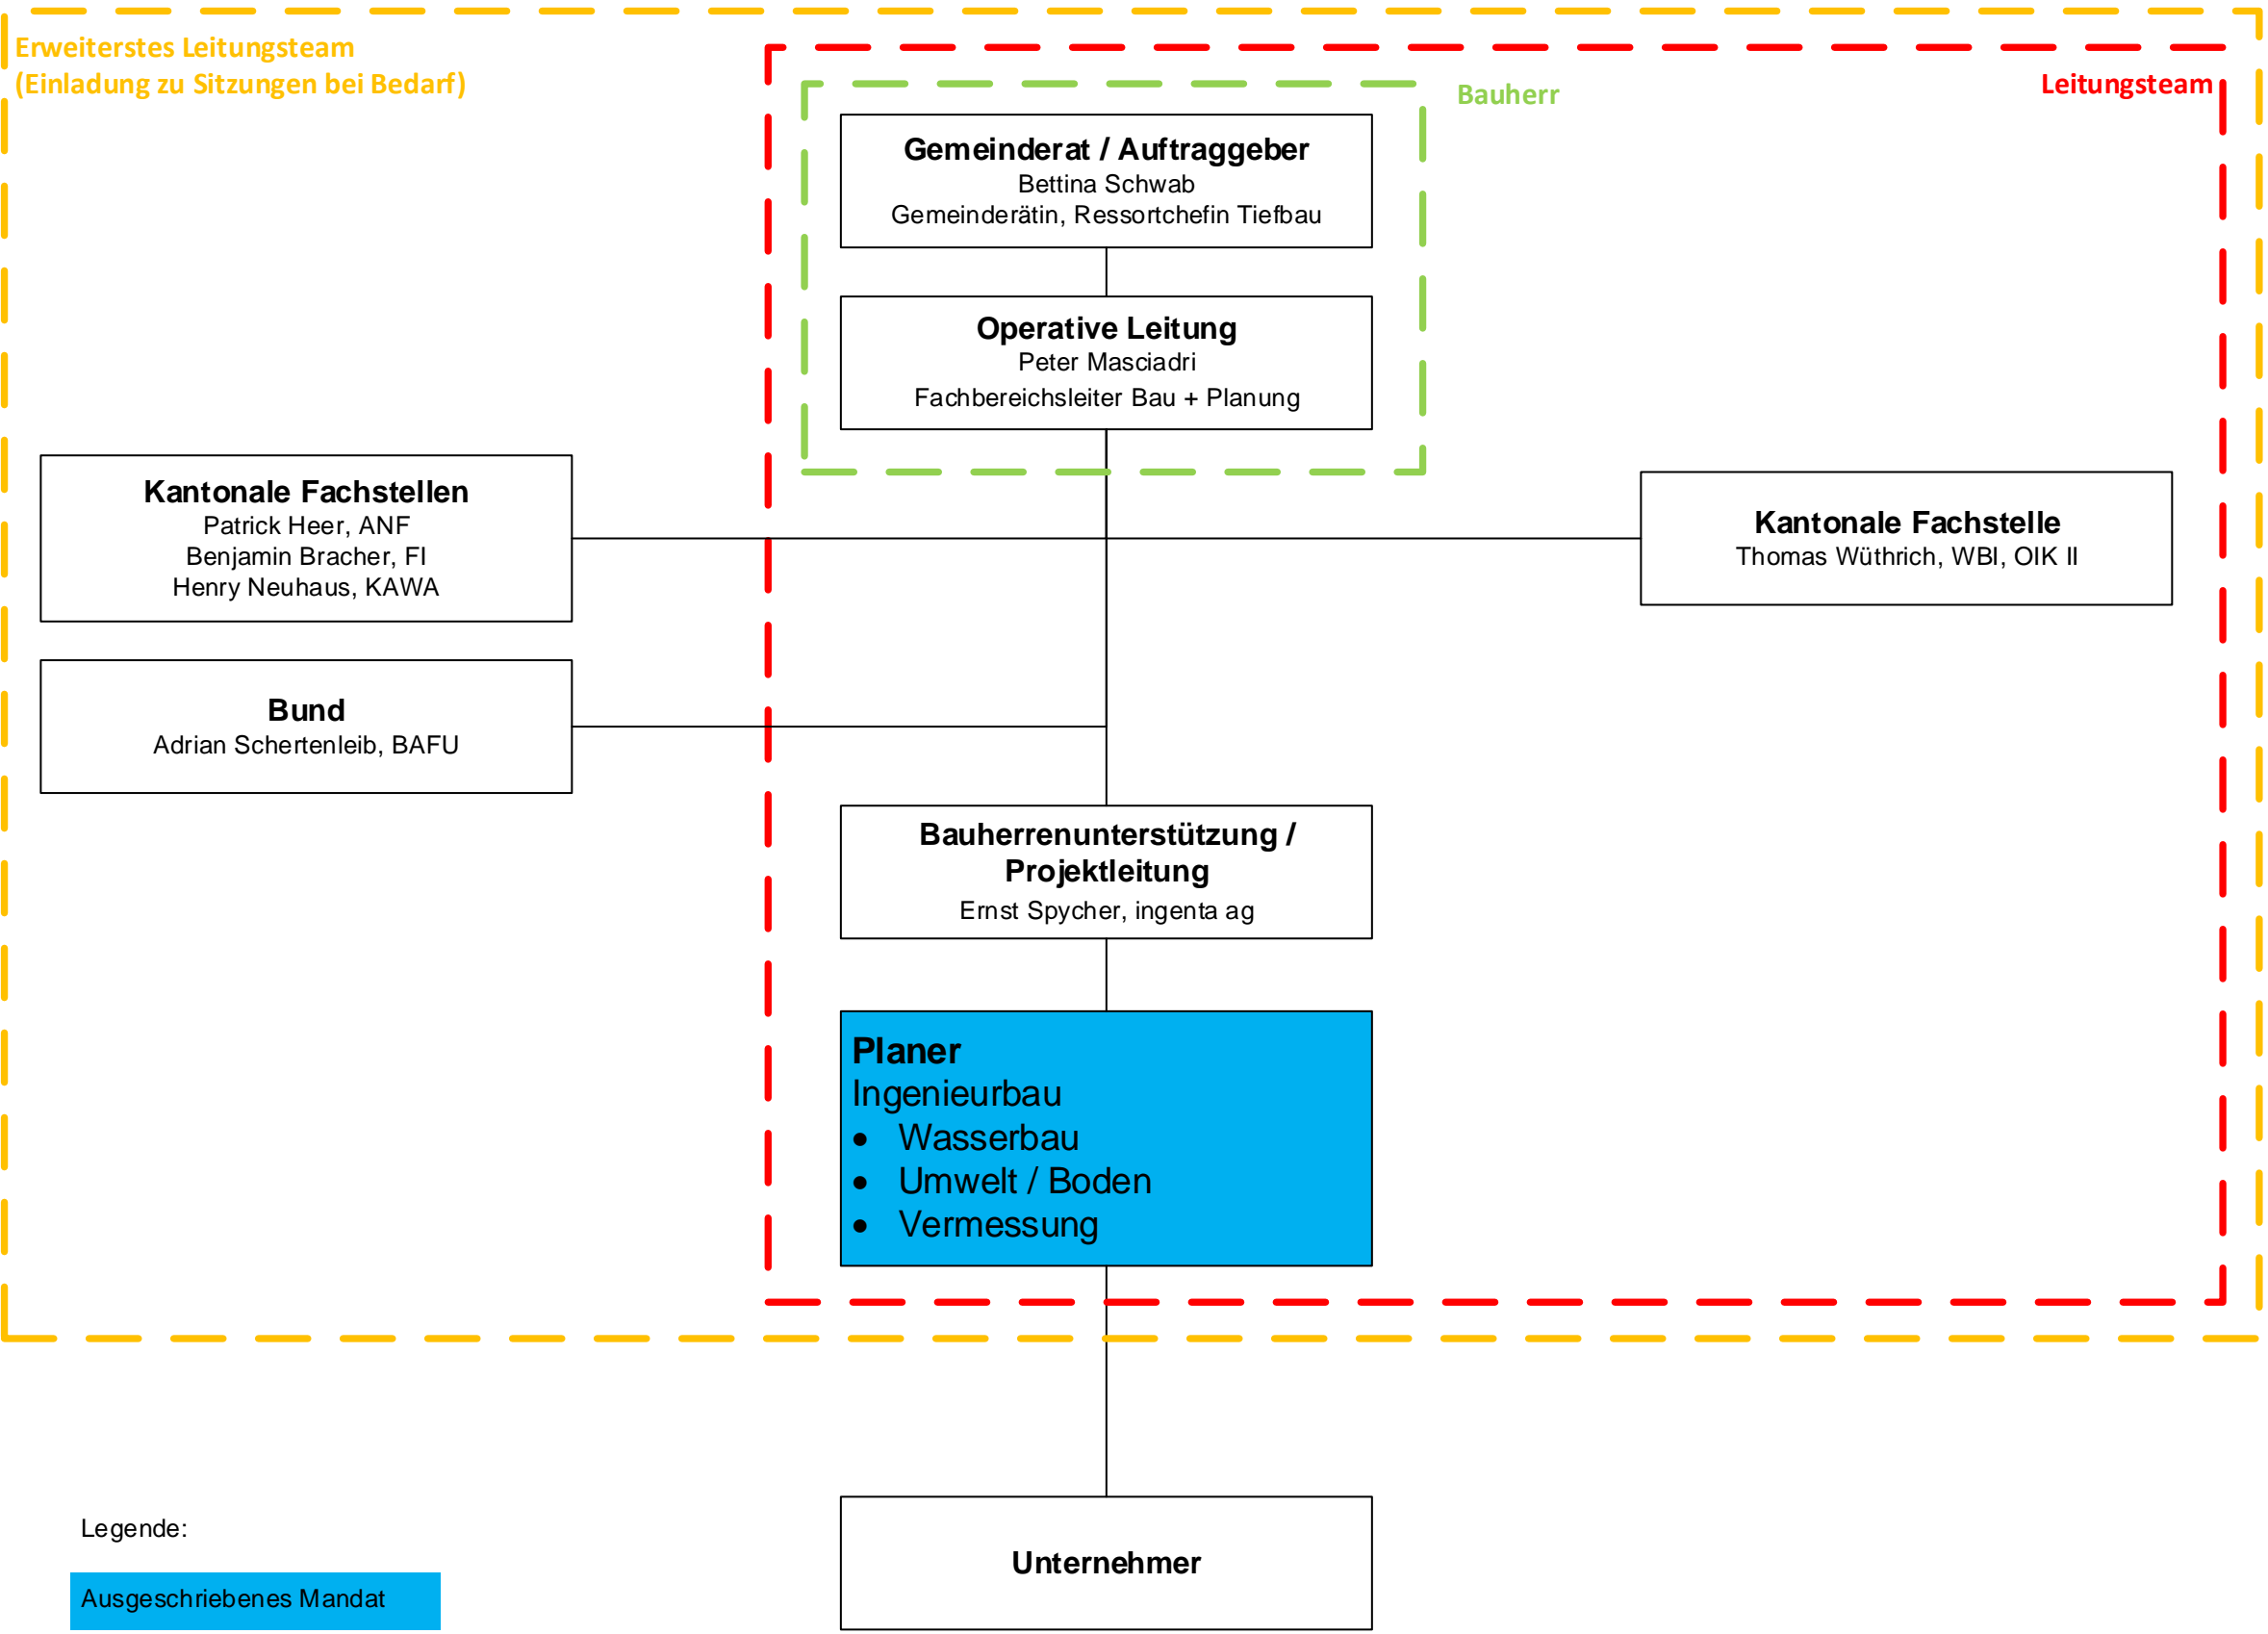 Erweiterstes Leitungsteam
(Einladung zu Sitzungen bei Bedarf)
Leitungsteam
Bauherr
Gemeinderat / Auftraggeber
Bettina Schwab
Gemeinderätin, Ressortchefin Tiefbau
Operative Leitung
Peter Masciadri
Fachbereichsleiter Bau + Planung
Kantonale Fachstellen
Patrick Heer, ANF
Benjamin Bracher, FI
Henry Neuhaus, KAWA
Kantonale Fachstelle
Thomas Wüthrich, WBI, OIK II
Bund
Adrian Schertenleib, BAFU
Bauherrenunterstützung /
Projektleitung
Ernst Spycher, ingenta ag
Planer
Ingenieurbau
• Wasserbau
• Umwelt / Boden
• Vermessung
Unternehmer
Legende:
Ausgeschriebenes Mandat